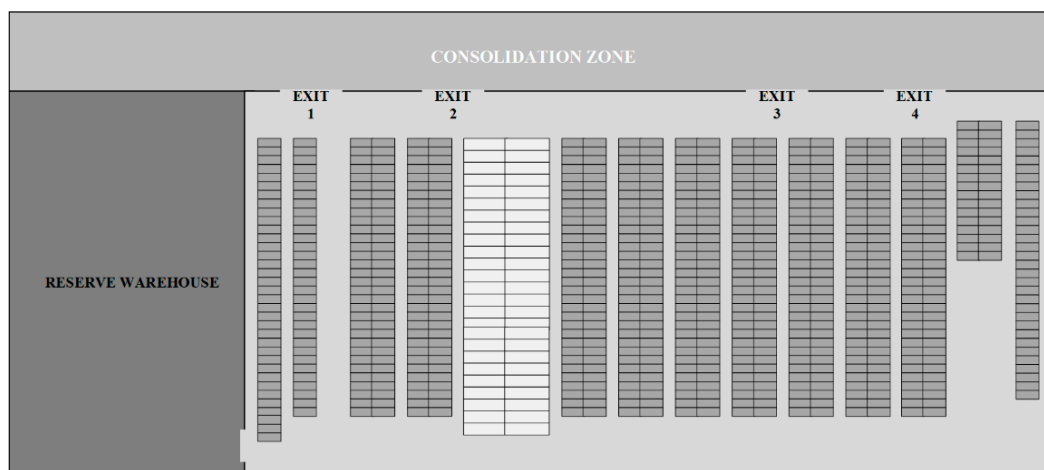 CONSOLIDATION ZONE
EXIT
1
EXIT
2
EXIT
3
EXIT
4
RESERVE WAREHOUSE